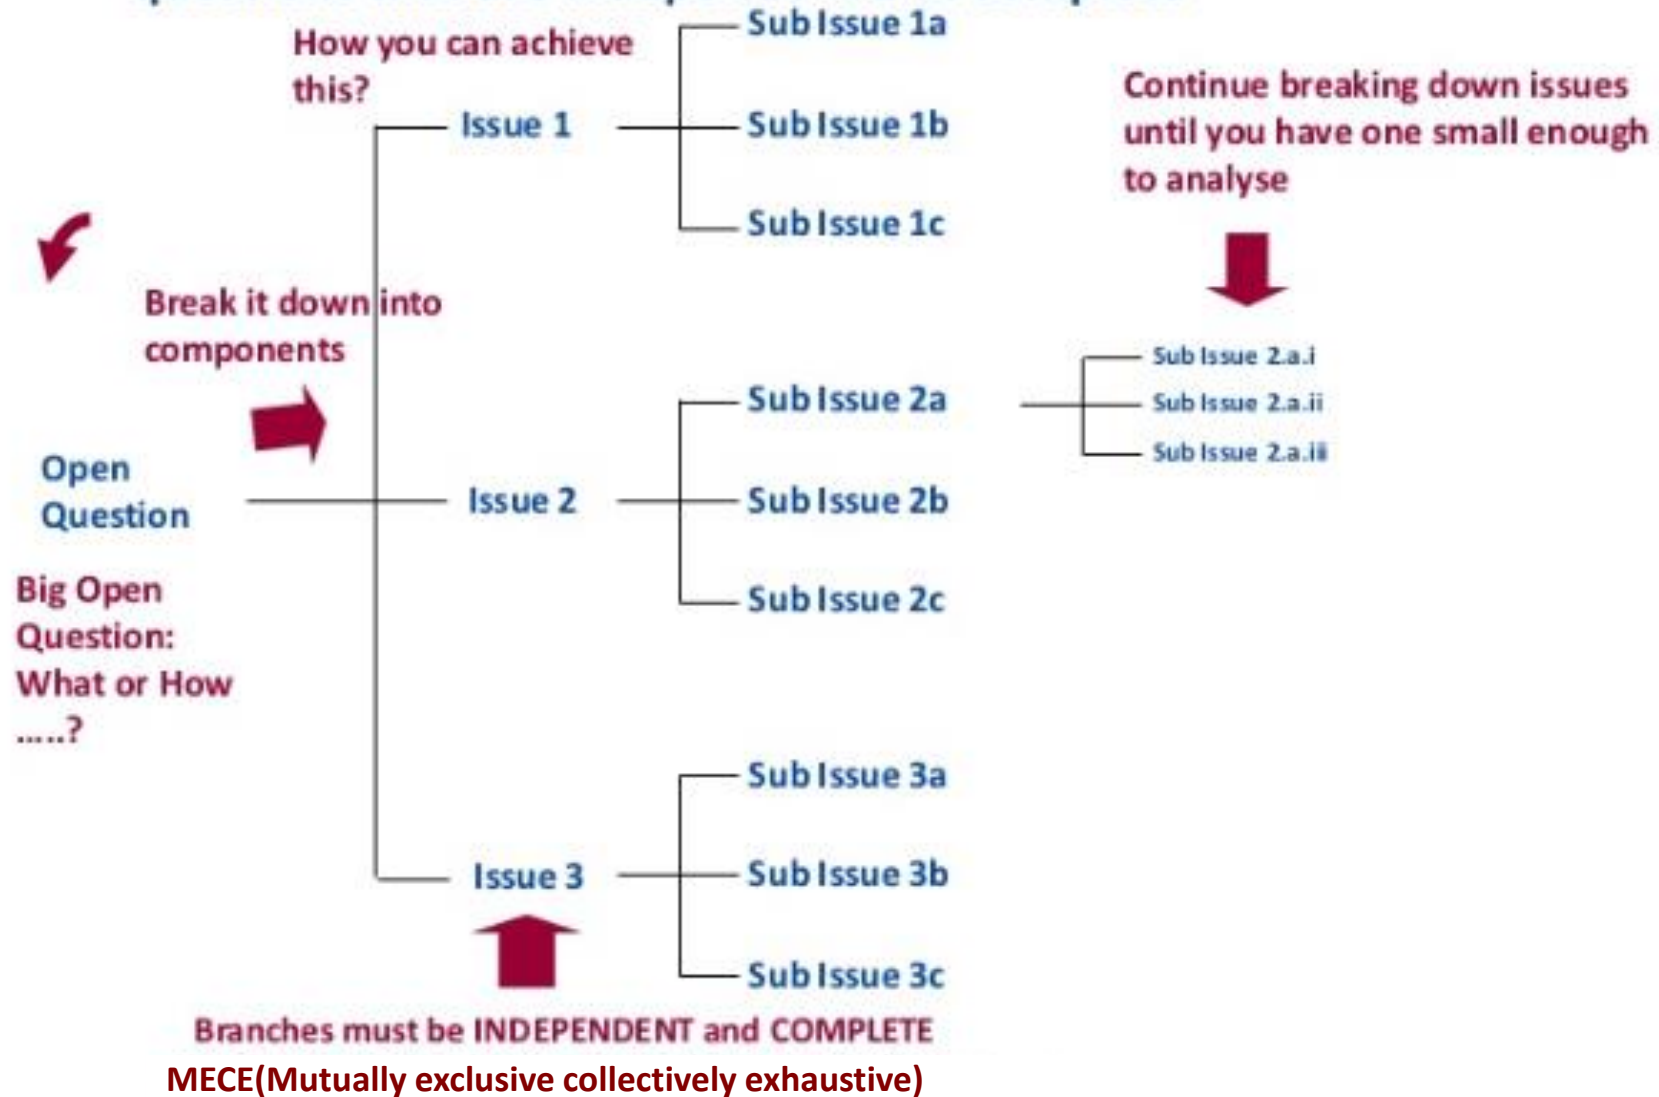 How you can achieve
this?
Sub Issue 1a
Issue 1
Sub Issue 1b
Sub Issue 1c
Continue breaking down issues
until you have one small enough
to analyse
Break it down into
components
Sub Issue 2a
Sub Issue 2.a.i
Sub Issue 2.a.ii
Sub Issue 2.a.iii
Open
Question
Issue 2
Sub Issue 2b
Sub Issue 2c
Big Open
Question:
What or How
.....?
Sub Issue 3a
Issue 3
Sub Issue 3b
Sub Issue 3c
Branches must be INDEPENDENT and COMPLETE
MECE(Mutually exclusive collectively exhaustive)